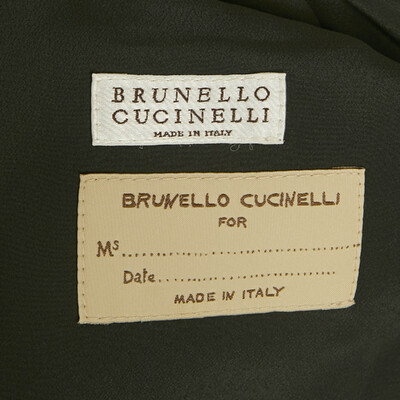 BRUNELLO
CUCINELLI
MADE IN ITALY
BRUNELLO CUCINELLI
FOR
Ms.............................................
Date....................................
MADE IN ITALY